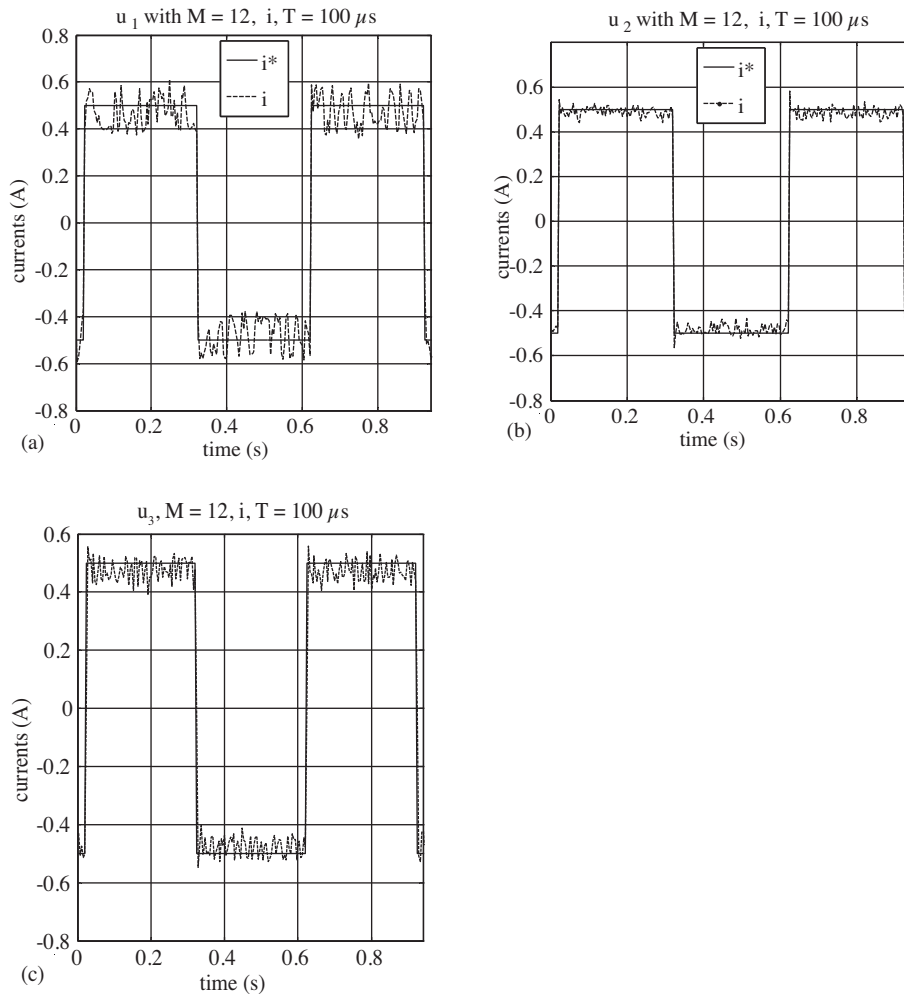 u 1 with M = 12, i, T = 100 μs
i*
i
currents (A)
0.8
0.6
0.4
0.2
0
-0.2
-0.4
-0.6
-0.8
0 0.2 0.4 0.6 0.8
time (s)
(a)
u 2 with M = 12, i, T = 100 μs
i*
i
currents (A)
0.6
0.4
0.2
0
-0.2
-0.4
-0.6
-0.8
0 0.2 0.4 0.6 0.8
time (s)
(b)
u3, M = 12, i, T = 100 μs
currents (A)
0.6
0.4
0.2
0
-0.2
-0.4
-0.6
-0.8
0 0.2 0.4 0.6 0.8
time (s)
(c)